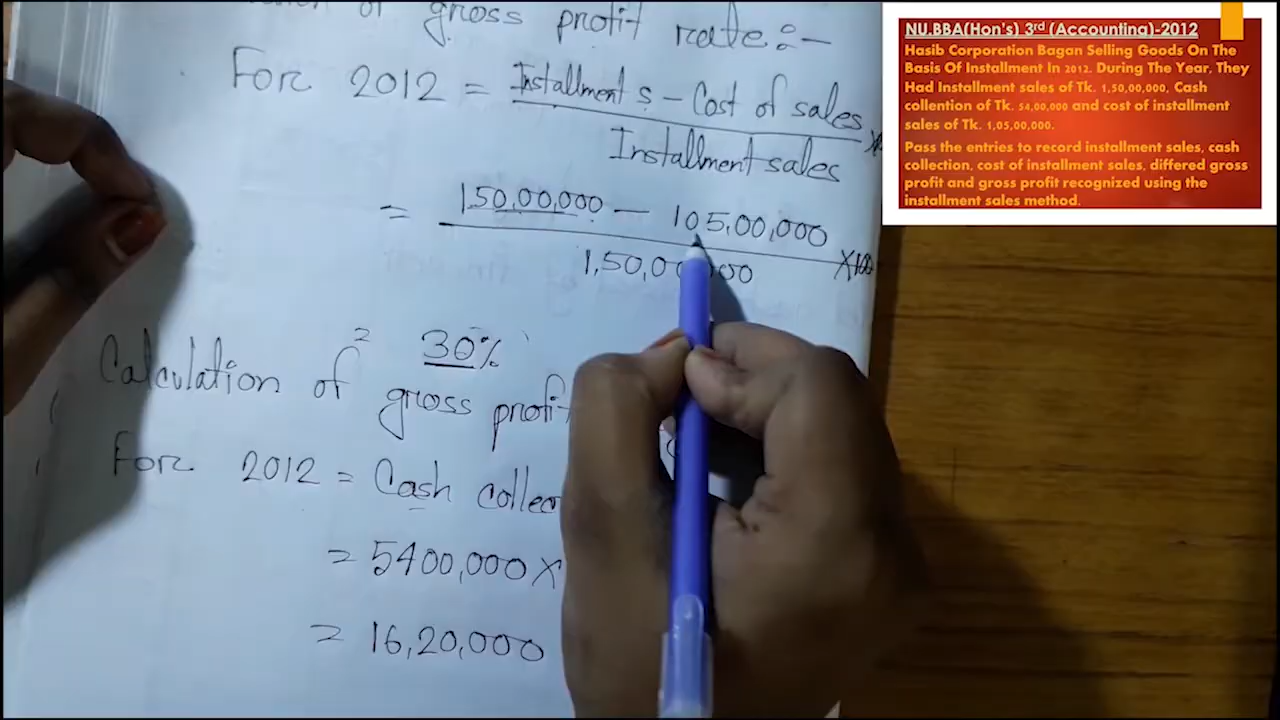 of gross profit rate:-
For 2012 = Installment s - Cost of sales
Installment sales
= 150,00,000 - 105,00,000
1,50,0 00 X100
30%
Calculation of gross profit
For 2012 = Cash collec
= 5400,000 X
= 16,20,000
NU.BBA(Hon's) 3rd (Accounting)-2012
Hasib Corporation Bagan Selling Goods On The
Basis Of Installment In 2012. During The Year, They
Had Installment sales of Tk. 1,50,00,000, Cash
collention of Tk. 54,00,000 and cost of installment
sales of Tk. 1,05,00,000.
Pass the entries to record installment sales, cash
collection, cost of installment sales, differed gross
profit and gross profit recognized using the
installment sales method.